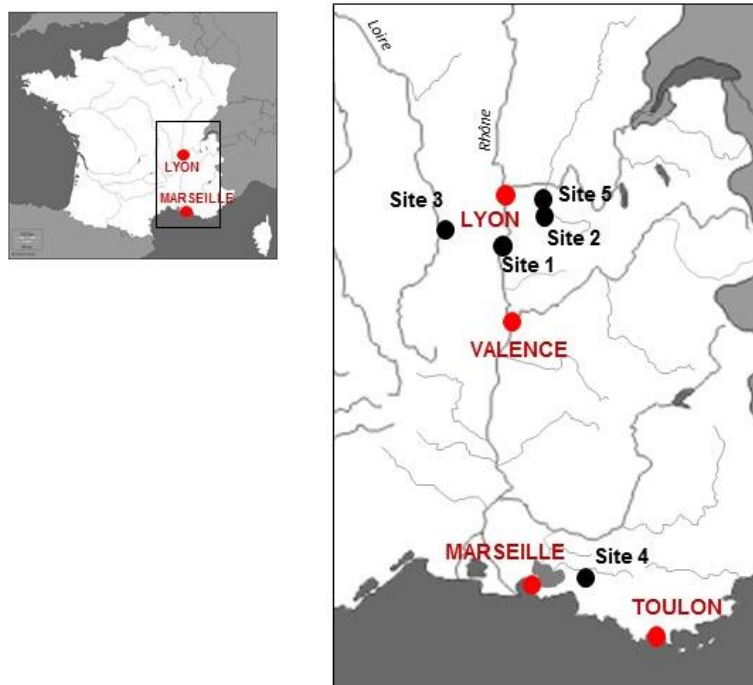 LYON
MARSEILLE
Loire
Rhône
Site 3
Site 5
LYON
Site 2
Site 1
VALENCE
MARSEILLE
Site 4
TOULON